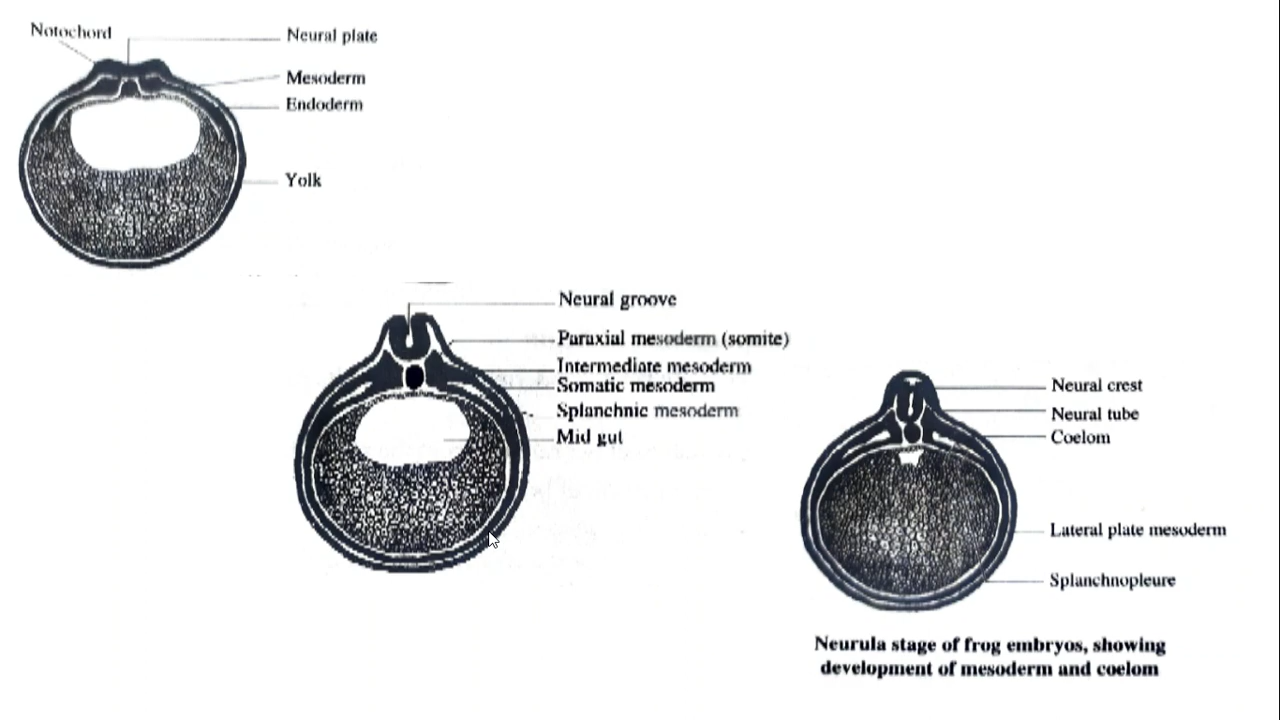 Notochord
Neural plate
Mesoderm
Endoderm
Yolk
Neural groove
Paraxial mesoderm (somite)
Intermediate mesoderm
Somatic mesoderm
Splanchnic mesoderm
Mid gut
Neural crest
Neural tube
Coelom
Lateral plate mesoderm
Splanchnopleure
Neurula stage of frog embryos, showing
development of mesoderm and coelom